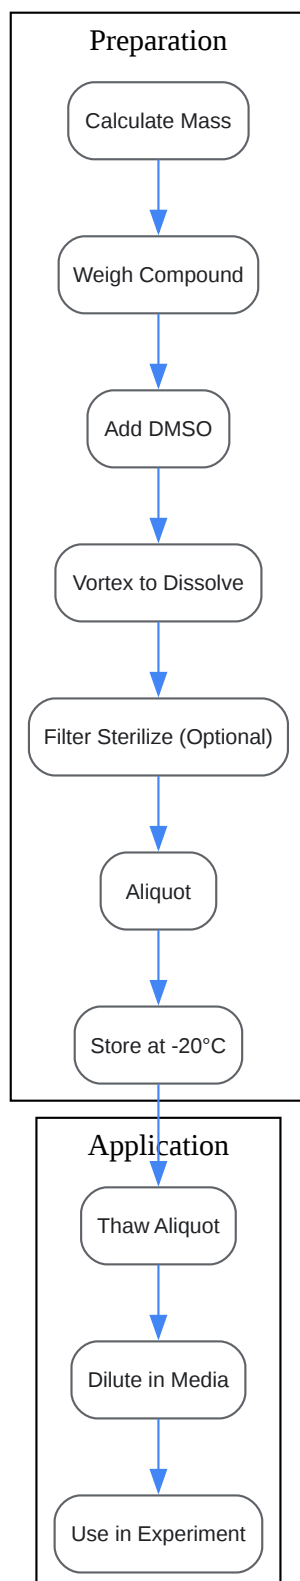 Preparation
Calculate Mass
Weigh Compound
Add DMSO
Vortex to Dissolve
Filter Sterilize (Optional)
Aliquot
Store at -20°C
Application
Thaw Aliquot
Dilute in Media
Use in Experiment